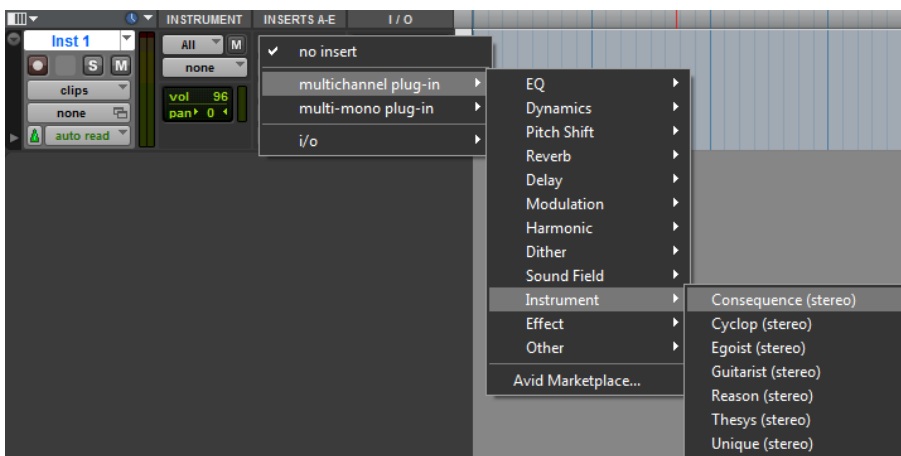 INSTRUMENT INSERTS A-E I / O
Inst 1
S M
clips
none
auto read
All M
none
vol 96
pan 0
no insert
multichannel plug-in
multi-mono plug-in
i/o
EQ
Dynamics
Pitch Shift
Reverb
Delay
Modulation
Harmonic
Dither
Sound Field
Instrument
Effect
Other
Avid Marketplace...
Consequence (stereo)
Cyclop (stereo)
Egoist (stereo)
Guitarist (stereo)
Reason (stereo)
Thesys (stereo)
Unique (stereo)